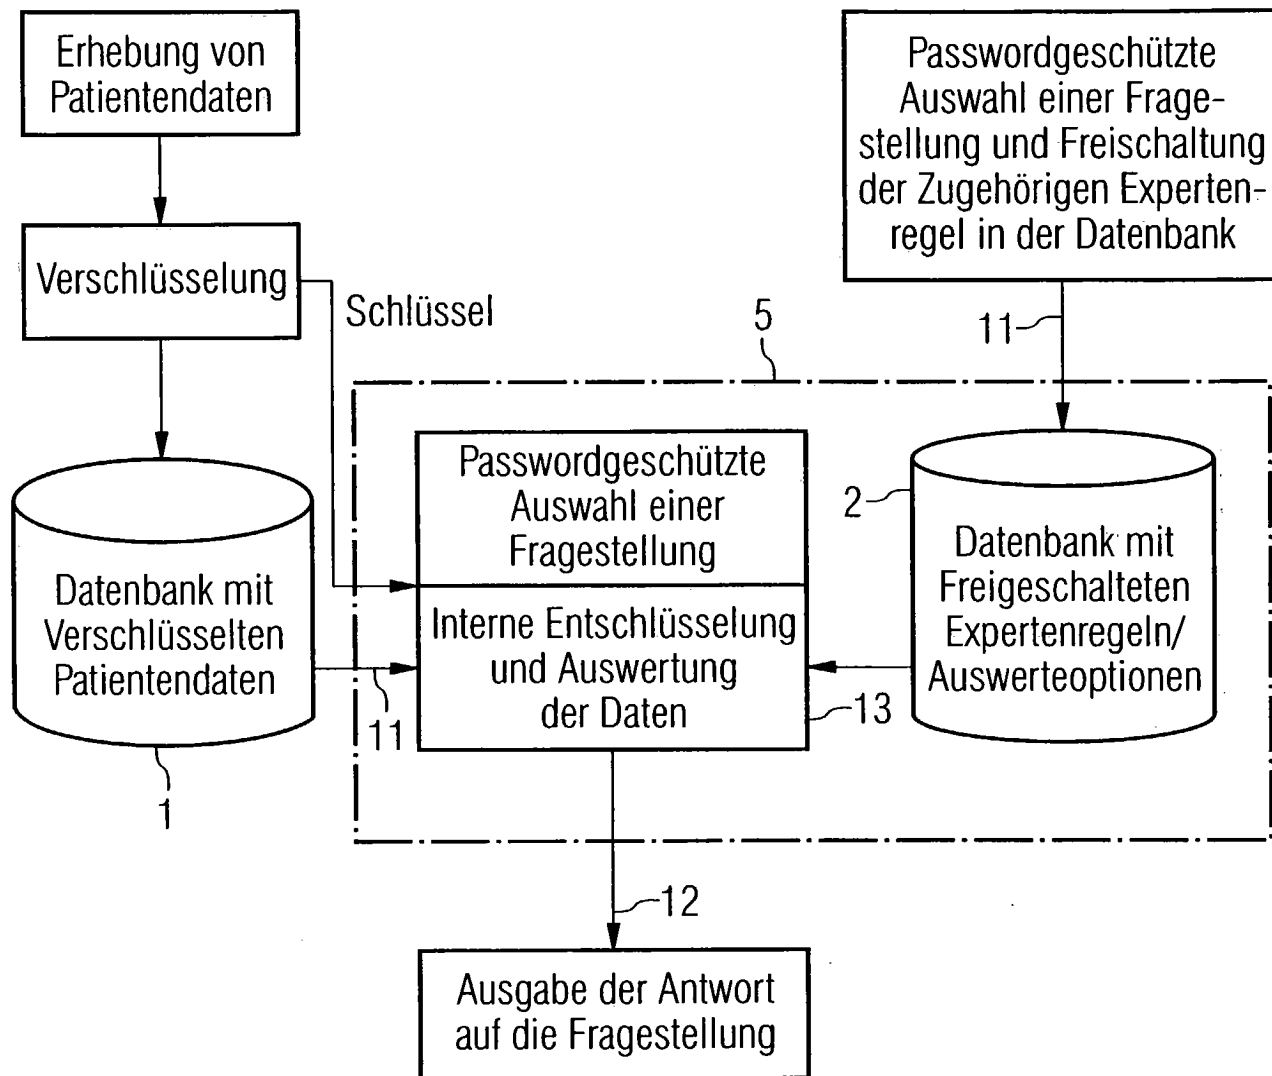 Erhebung von
Patientendaten
Passwordgeschützte
Auswahl einer Frage-
stellung und Freischaltung
der Zugehörigen Experten-
regel in der Datenbank
Verschlüsselung
Schlüssel
11
5
Passwordgeschützte
Auswahl einer
Fragestellung
Interne Entschlüsselung
und Auswertung
der Daten
2
Datenbank mit
Freigeschalteten
Expertenregeln/
Auswerteoptionen
Datenbank mit
Verschlüsselten
Patientendaten
11
13
1
12
Ausgabe der Antwort
auf die Fragestellung